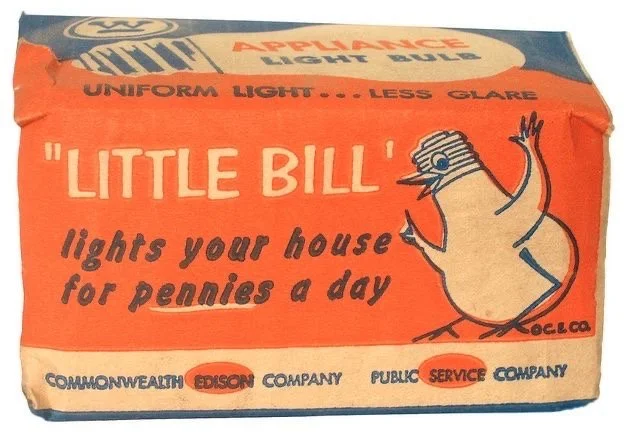 APPLIANCE
LIGHT BULB
UNIFORM LIGHT...LESS GLARE
"LITTLE BILL'
lights your house
for pennies a day
OC.& CO.
COMMONWEALTH EDISON COMPANY PUBLIC SERVICE COMPANY